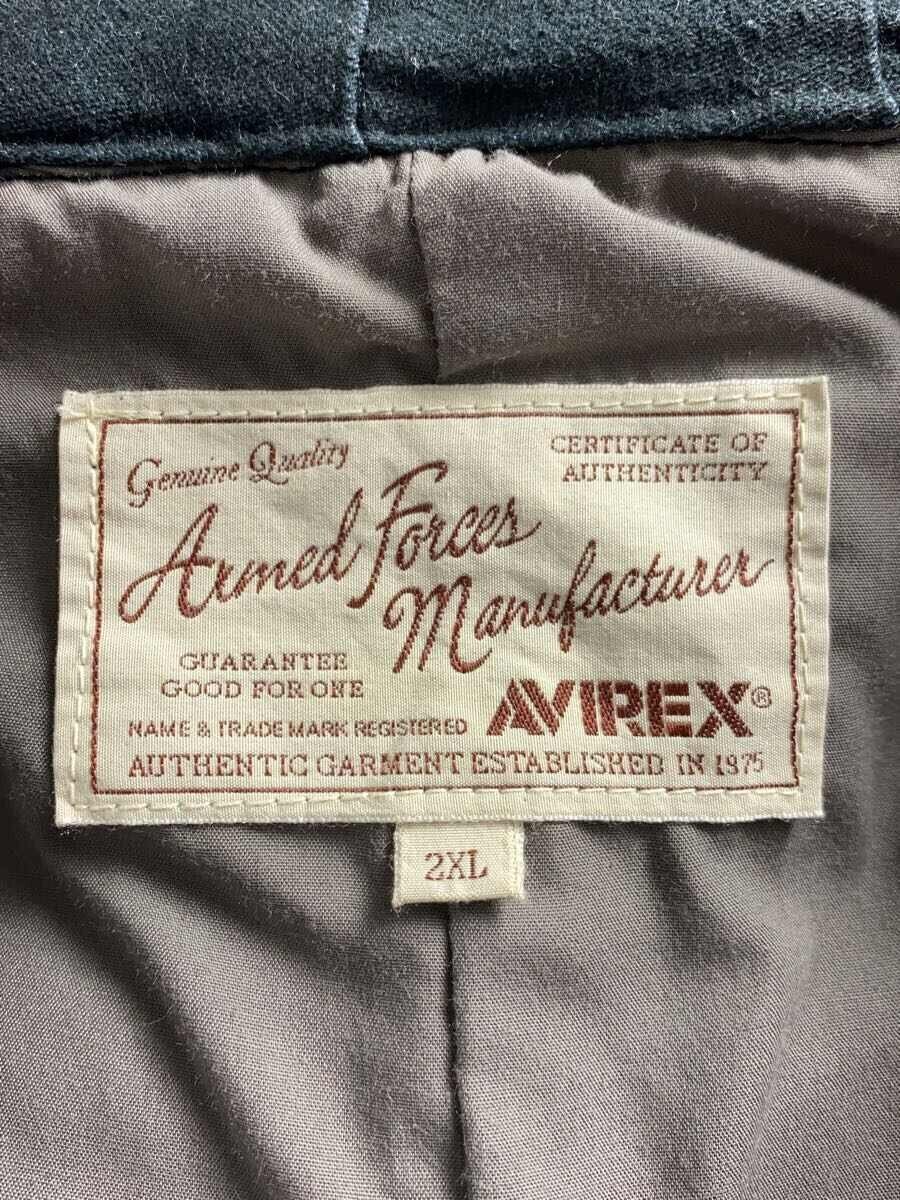 Genuine Quality
CERTIFICATE OF
AUTHENTICITY
Armed Forces
Manufacturer
GUARANTEE
GOOD FOR ONE
NAME & TRADE MARK REGISTERED
AVIREX®
AUTHENTIC GARMENT ESTABLISHED IN 1975
2XL